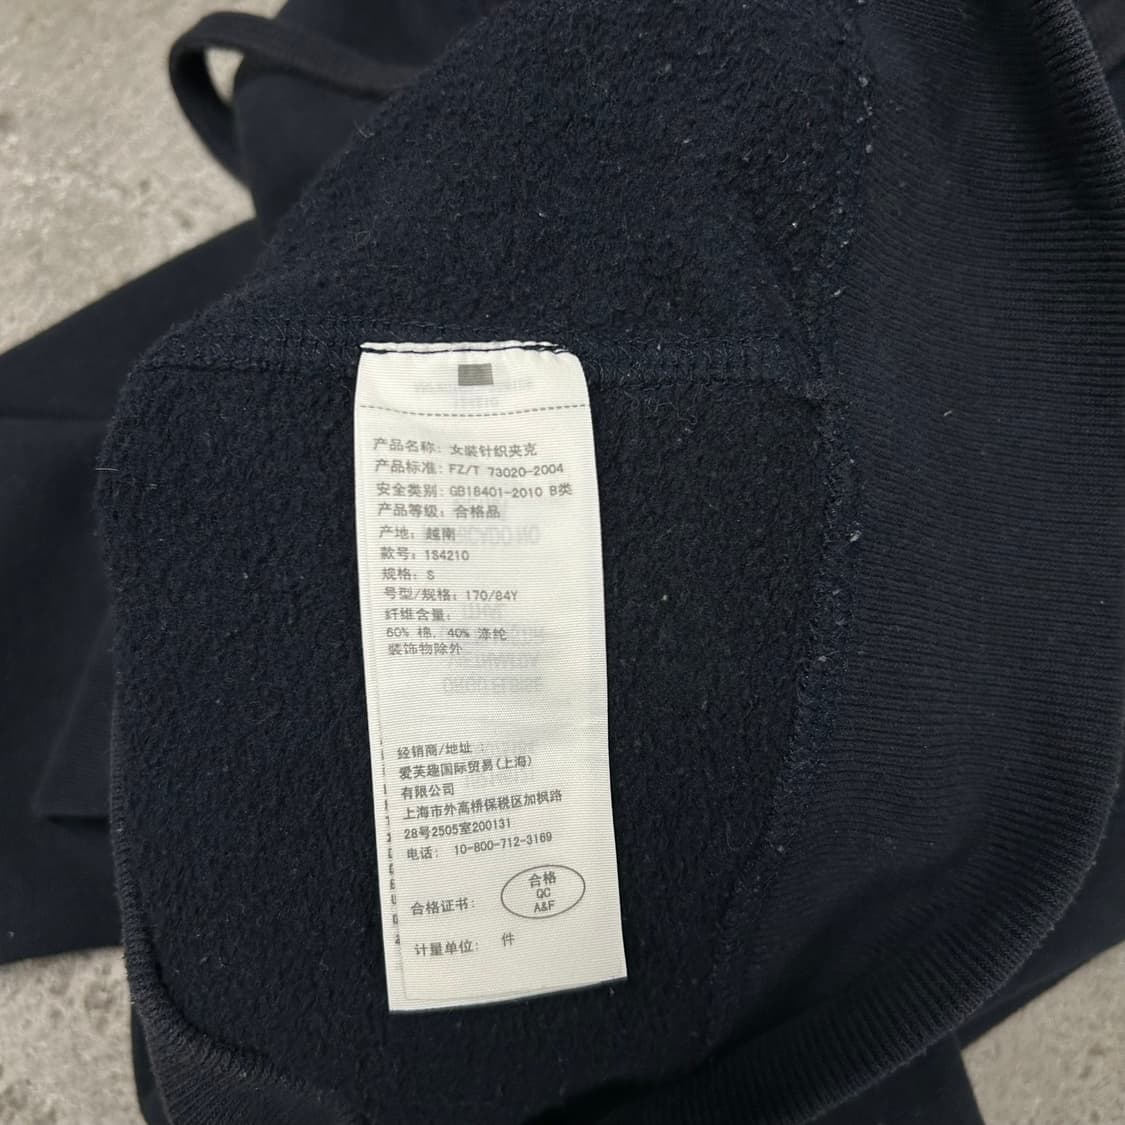 产品名称: 女装针织夹克
产品标准: FZ/T 73020-2004
安全类别: GB18401-2010 B类
产品等级: 合格品
产地: 越南
款号: 1S4210
规格: S
号型/规格: 170/84Y
纤维含量:
60% 棉, 40% 涤纶
装饰物除外
经销商/地址:
爱芙趣国际贸易(上海)
有限公司
上海市外高桥保税区加枫路
28号2505室200131
电话: 10-800-712-3169
合格证书:
合格
QC
A&F
计量单位: 件